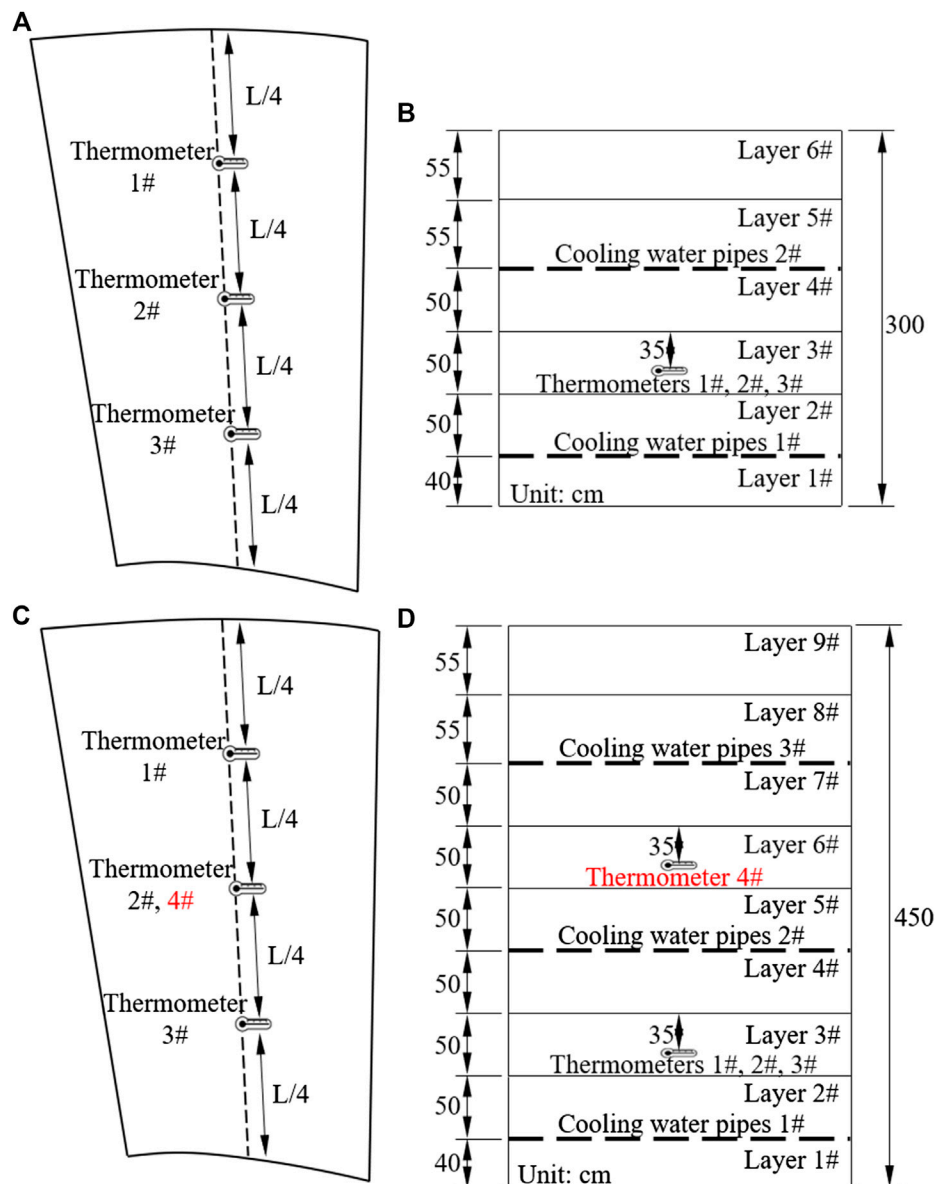 A
L/4
Thermometer
1#
L/4
Thermometer
2#
L/4
Thermometer
3#
L/4
B
55
Layer 6#
55
Layer 5#
Cooling water pipes 2#
50
Layer 4#
300
50
35
Layer 3#
Thermometers 1#, 2#, 3#
50
Layer 2#
Cooling water pipes 1#
40
Layer 1#
Unit: cm
C
L/4
Thermometer
1#
L/4
Thermometer
2#, 4#
L/4
Thermometer
3#
L/4
D
55
Layer 9#
55
Layer 8#
Cooling water pipes 3#
50
Layer 7#
50
35
Layer 6#
Thermometer 4#
50
Layer 5#
450
Cooling water pipes 2#
50
Layer 4#
50
35
Layer 3#
Thermometers 1#, 2#, 3#
50
Layer 2#
Cooling water pipes 1#
40
Layer 1#
Unit: cm